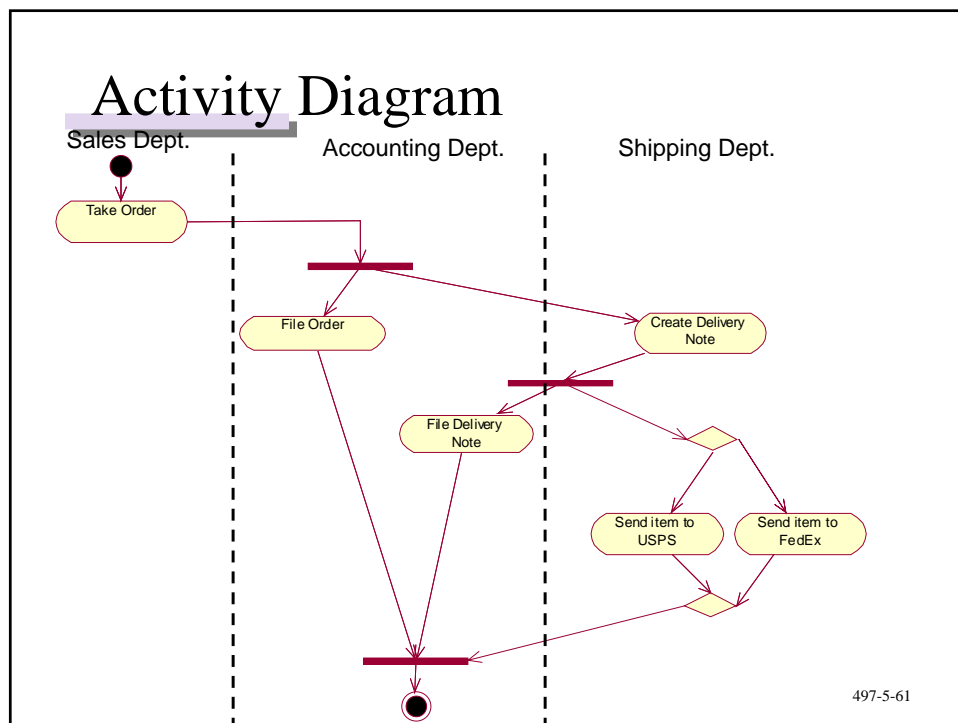 Activity Diagram
Sales Dept.
Accounting Dept.
Shipping Dept.
Take Order
File Order
Create Delivery
Note
File Delivery
Note
Send item to
USPS
Send item to
FedEx
497-5-61